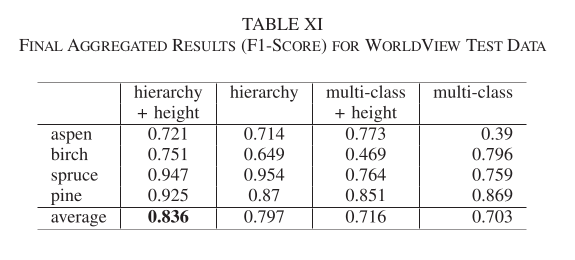 TABLE XI
FINAL AGGREGATED RESULTS (F1-SCORE) FOR WORLDVIEW TEST DATA
hierarchy + height hierarchy multi-class + height multi-class
aspen 0.721 0.714 0.773 0.39
birch 0.751 0.649 0.469 0.796
spruce 0.947 0.954 0.764 0.759
pine 0.925 0.87 0.851 0.869
average 0.836 0.797 0.716 0.703